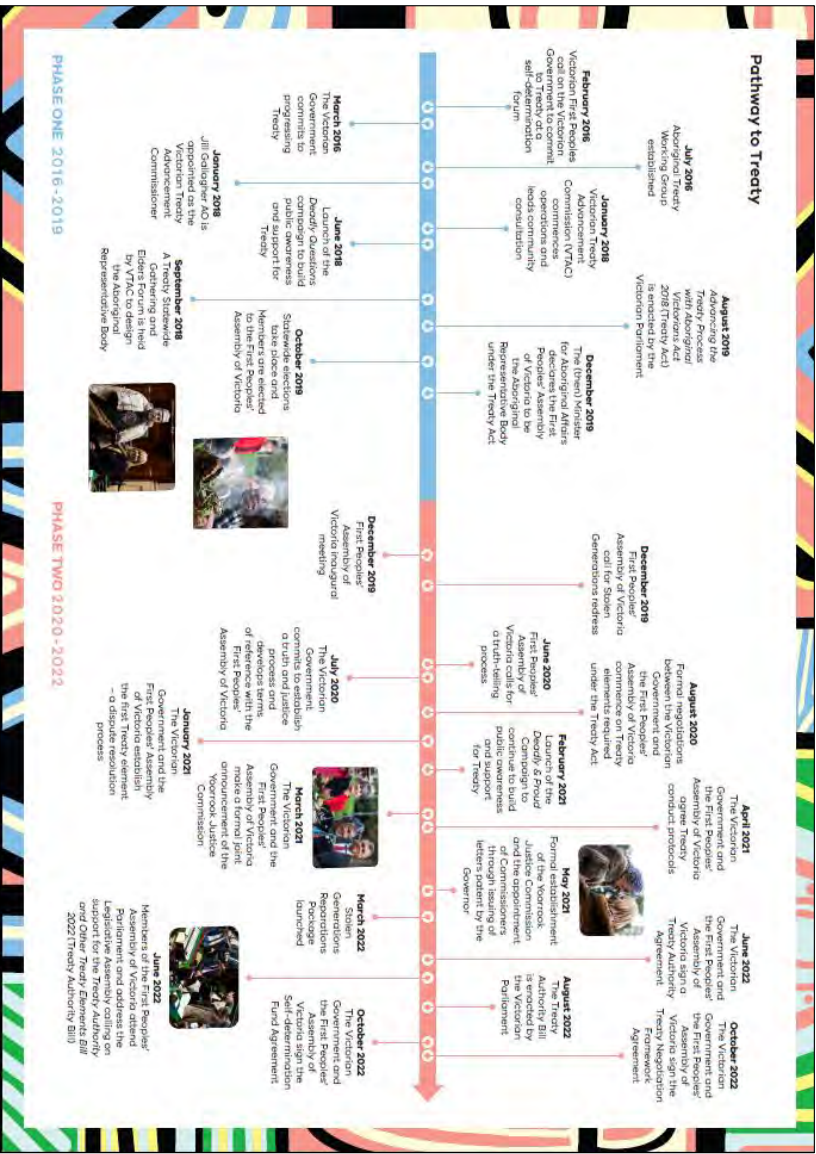 Pathway to Treaty
February 2016
Victorian First Peoples
call on the Victorian
Government to commit
to Treaty at a
self-determination
forum
July 2016
Aboriginal Treaty
Working Group
established
January 2018
Victorian Treaty
Advancement
Commission (VTAC)
commences
operations and
leads community
consultation
August 2019
Advancing the
Treaty Process
with Aboriginal
Victorians Act
2018 (Treaty Act)
is enacted by the
Victorian Parliament
December 2019
The (then) Minister
for Aboriginal Affairs
declares the First
Peoples' Assembly
of Victoria to be
the Aboriginal
Representative Body
under the Treaty Act
December 2019
First Peoples'
Assembly of Victoria
call for Stolen
Generations redress
June 2020
First Peoples'
Assembly of
Victoria calls for
a truth-telling
process
August 2020
Formal negotiations
between the Victorian
Government and
the First Peoples'
Assembly of Victoria
commence on Treaty
elements required
under the Treaty Act
February 2021
Launch of the
Deadly & Proud
Campaign to
continue to build
public awareness
and support
for Treaty
April 2021
The Victorian
Government and
the First Peoples'
Assembly of Victoria
agree Treaty
conduct protocols
May 2021
Formal establishment
of the Yoorrook
Justice Commission
and the appointment
of Commissioners
through issuing of
letters patent by the
Governor
June 2022
The Victorian
Government and
the First Peoples'
Assembly of
Victoria sign a
Treaty Authority
Agreement
August 2022
The Treaty
Authority Bill
is enacted by
the Victorian
Parliament
October 2022
The Victorian
Government and
the First Peoples'
Assembly of
Victoria sign the
Treaty Negotiation
Framework
Agreement
March 2016
The Victorian
Government
commits to
progressing
Treaty
January 2018
Jill Gallagher AO is
appointed as the
Victorian Treaty
Advancement
Commissioner
June 2018
Launch of the
Deadly Questions
campaign to build
public awareness
and support for
Treaty
September 2018
A Treaty Statewide
Gathering and
Elders Forum is held
by VTAC to design
the Aboriginal
Representative Body
October 2019
Statewide elections
take place and
Members are elected
to the First Peoples'
Assembly of Victoria
December 2019
First Peoples'
Assembly of
Victoria inaugural
meeting
July 2020
The Victorian
Government
commits to establish
a truth and justice
process and
develops terms
of reference with the
First Peoples'
Assembly of Victoria
January 2021
The Victorian
Government and the
First Peoples' Assembly
of Victoria establish
the first Treaty element
– a dispute resolution
process
March 2021
The Victorian
Government and the
First Peoples'
Assembly of Victoria
make a formal joint
announcement of the
Yoorrook Justice
Commission
March 2022
Stolen
Generations
Reparations
Package
launched
June 2022
Members of the First Peoples'
Assembly of Victoria attend
Parliament and address the
Legislative Assembly calling on
support for the Treaty Authority
and Other Treaty Elements Bill
2022 (Treaty Authority Bill)
October 2022
The Victorian
Government and
the First Peoples'
Assembly of
Victoria sign the
Self-determination
Fund Agreement
PHASE ONE 2016-2019
PHASE TWO 2020-2022